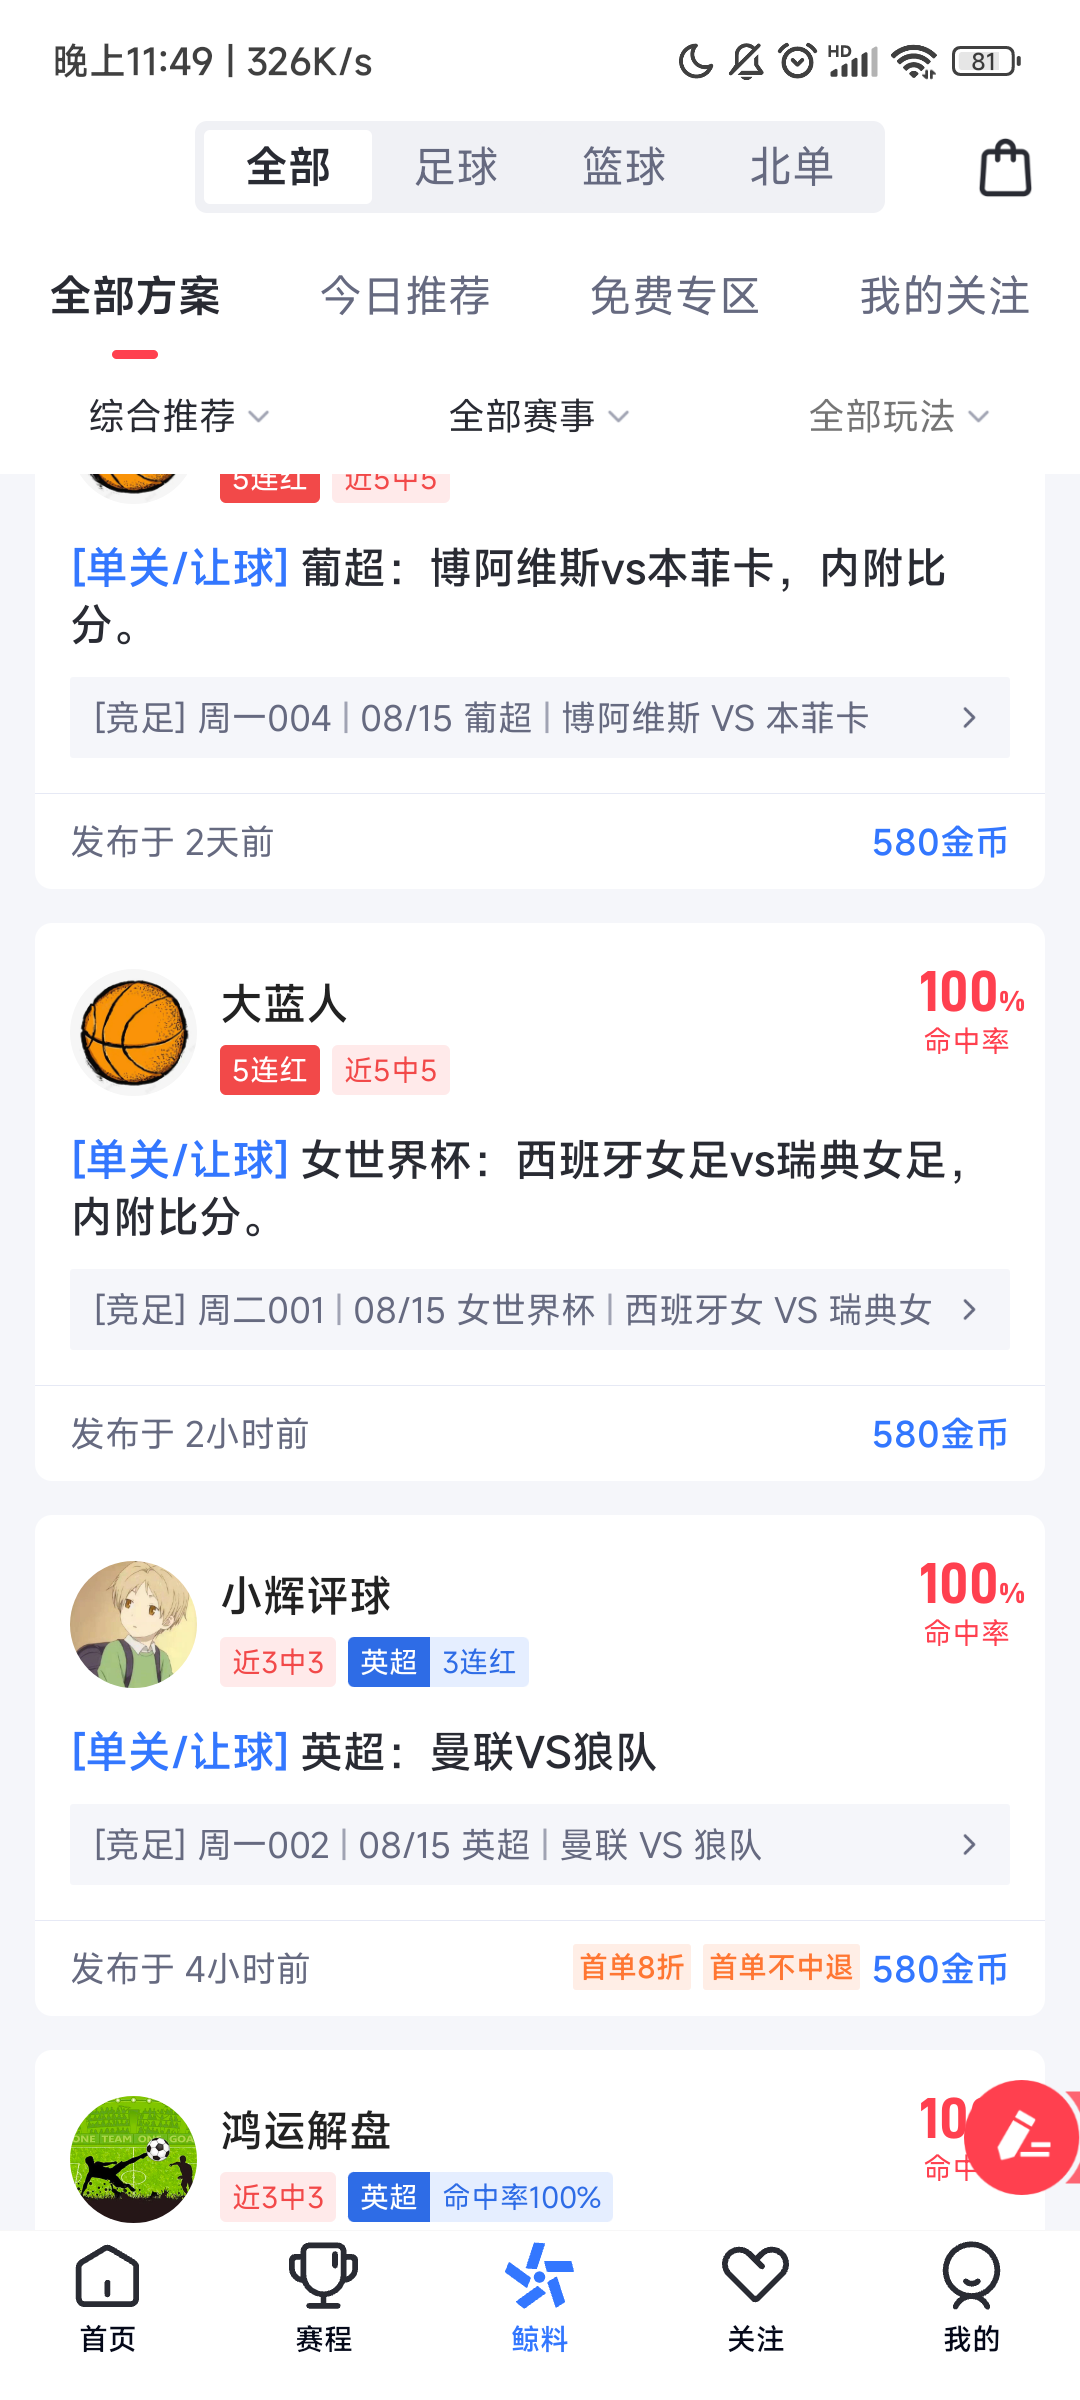 晚上11:49 | 326K/s
HD
81
全部 足球 篮球 北单
全部方案 今日推荐 免费专区 我的关注
综合推荐 全部赛事 全部玩法
5连红 近5中5
[单关/让球] 葡超：博阿维斯vs本菲卡，内附比
分。
[竞足] 周一004 | 08/15 葡超 | 博阿维斯 VS 本菲卡
发布于 2天前 580金币
大蓝人
100%
命中率
5连红 近5中5
[单关/让球] 女世界杯：西班牙女足vs瑞典女足，
内附比分。
[竞足] 周二001 | 08/15 女世界杯 | 西班牙女 VS 瑞典女
发布于 2小时前 580金币
小辉评球
100%
命中率
近3中3 英超 3连红
[单关/让球] 英超：曼联VS狼队
[竞足] 周一002 | 08/15 英超 | 曼联 VS 狼队
发布于 4小时前 首单8折 首单不中退 580金币
ONE TEAM ON GOA
鸿运解盘
10
命中
近3中3 英超 命中率100%
首页 赛程 鲸料 关注 我的